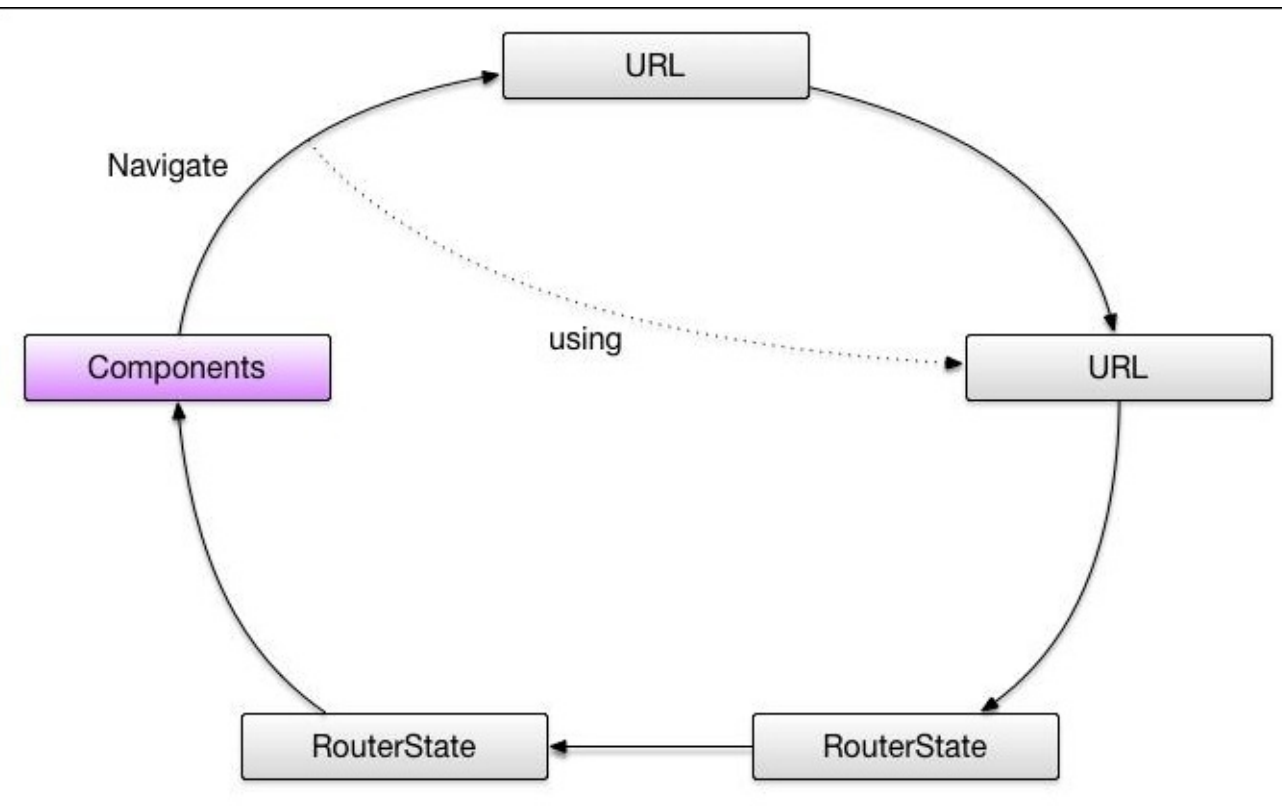 URL
Navigate
using
Components
URL
RouterState
RouterState